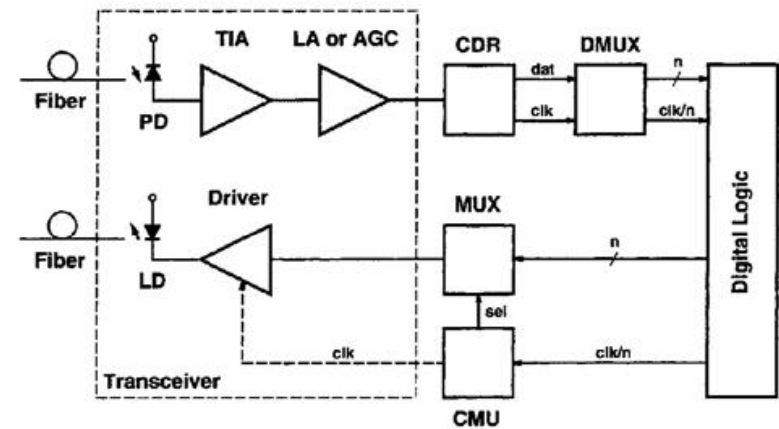 TIA
LA or AGC
CDR
DMUX
dat
n
clk
clk/n
Fiber
PD
Driver
MUX
n
Fiber
LD
sel
clk
clk/n
Transceiver
CMU
Digital Logic